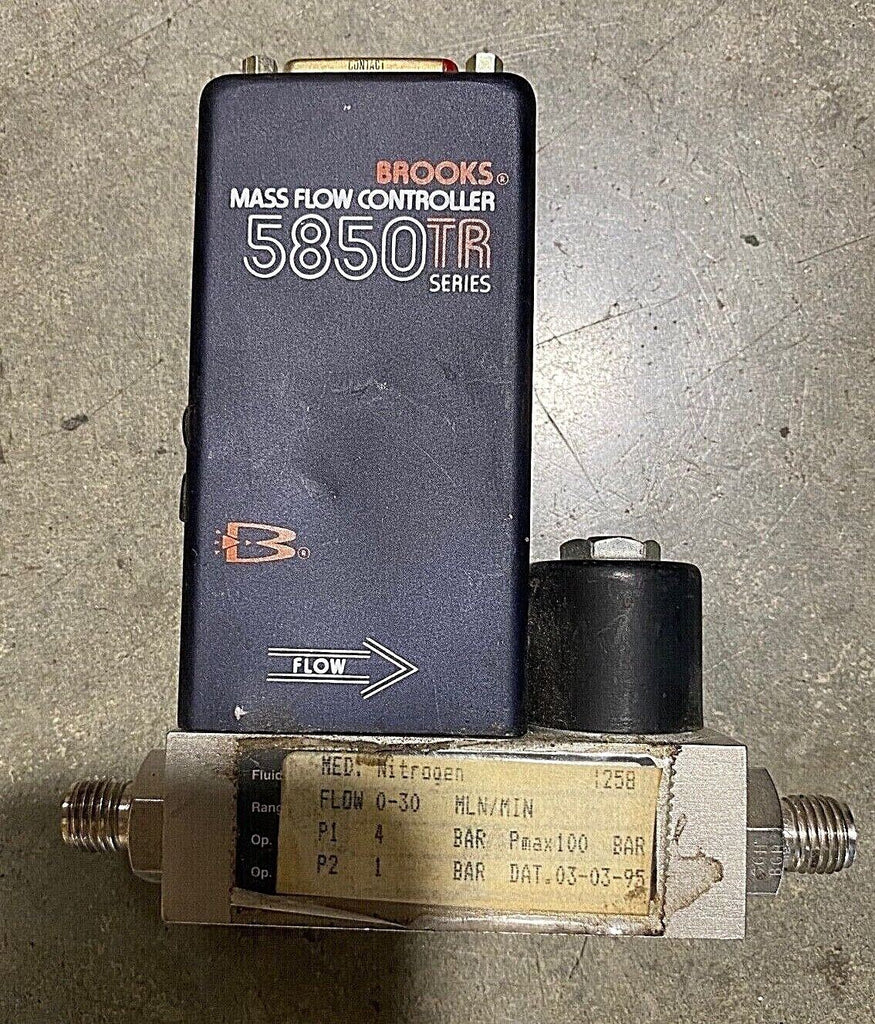 CONTACT
BROOKS®
MASS FLOW CONTROLLER
5850TR
SERIES
B®
FLOW
Fluid MED. Nitrogen 1258
Rang FLOW 0-30 MLN/MIN
Op. P1 4 BAR Pmax100 BAR
Op. P2 1 BAR DAT.03-03-95